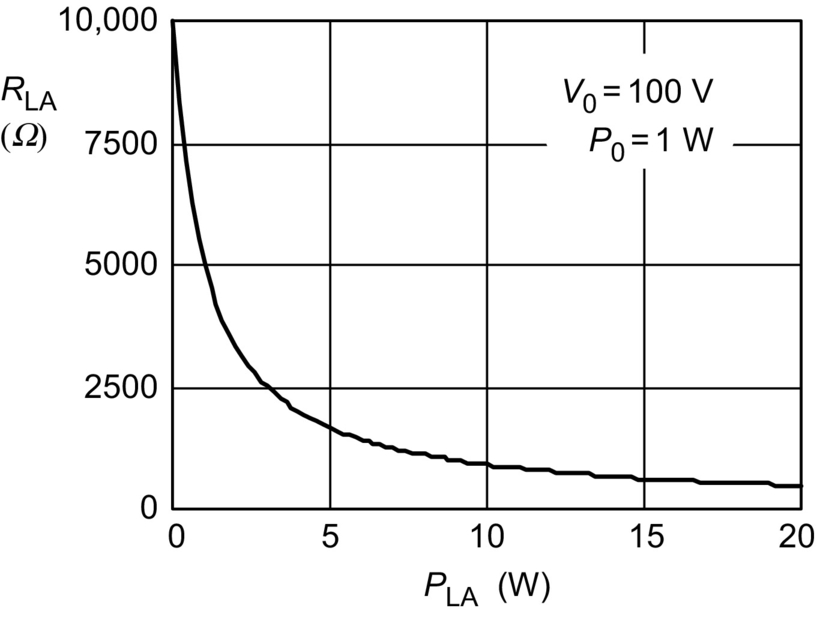 10,000
R_LA
(Ω)
7500
5000
2500
0
V_0 = 100 V
P_0 = 1 W
0 5 10 15 20
P_LA (W)